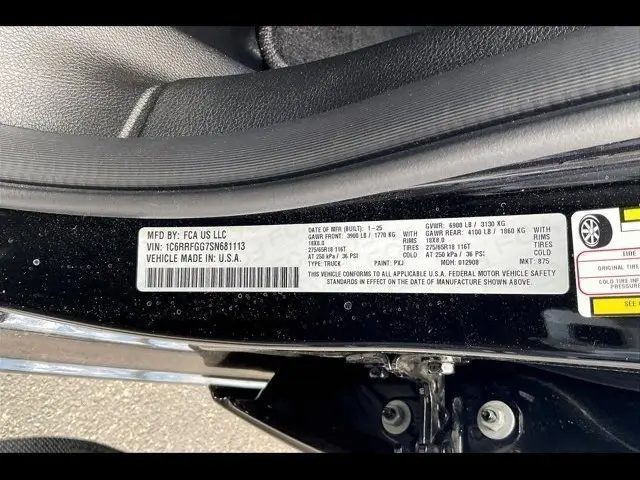 MFD BY: FCA US LLC
VIN: 1C6RRFGG7SN681113
VEHICLE MADE IN: U.S.A.
DATE OF MFR (BUILT): 1-25
GAWR FRONT: 3900 LB / 1770 KG WITH
18X8.0 TIRES
275/65R18 116T COLD
AT 250 kPa / 36 PSI
TYPE: TRUCK PAINT: PXJ
GVWR: 6900 LB / 3130 KG
GAWR REAR: 4100 LB / 1860 KG WITH
18X8.0 TIRES
275/65R18 116T COLD
AT 250 kPa / 36 PSI
MDH: 012908 MKT: 875
THIS VEHICLE CONFORMS TO ALL APPLICABLE U.S.A. FEDERAL MOTOR VEHICLE SAFETY
STANDARDS IN EFFECT ON THE DATE OF MANUFACTURE SHOWN ABOVE.
TIRE
ORIGINAL TIRE
COLD TIRE
PRESSURE
SEE